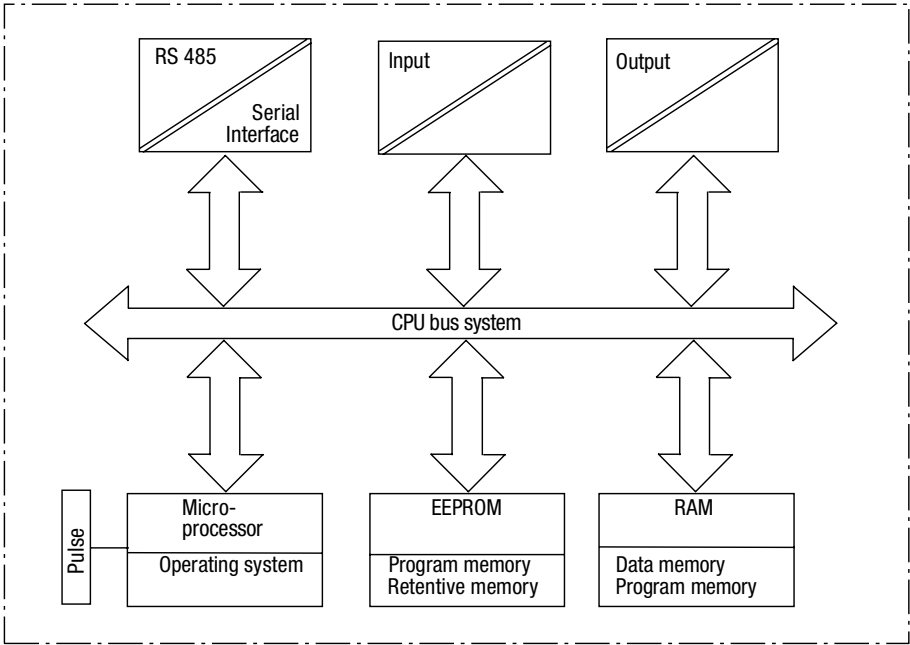 RS 485
Serial
Interface
Input
Output
CPU bus system
Pulse
Micro-
processor
Operating system
EEPROM
Program memory
Retentive memory
RAM
Data memory
Program memory